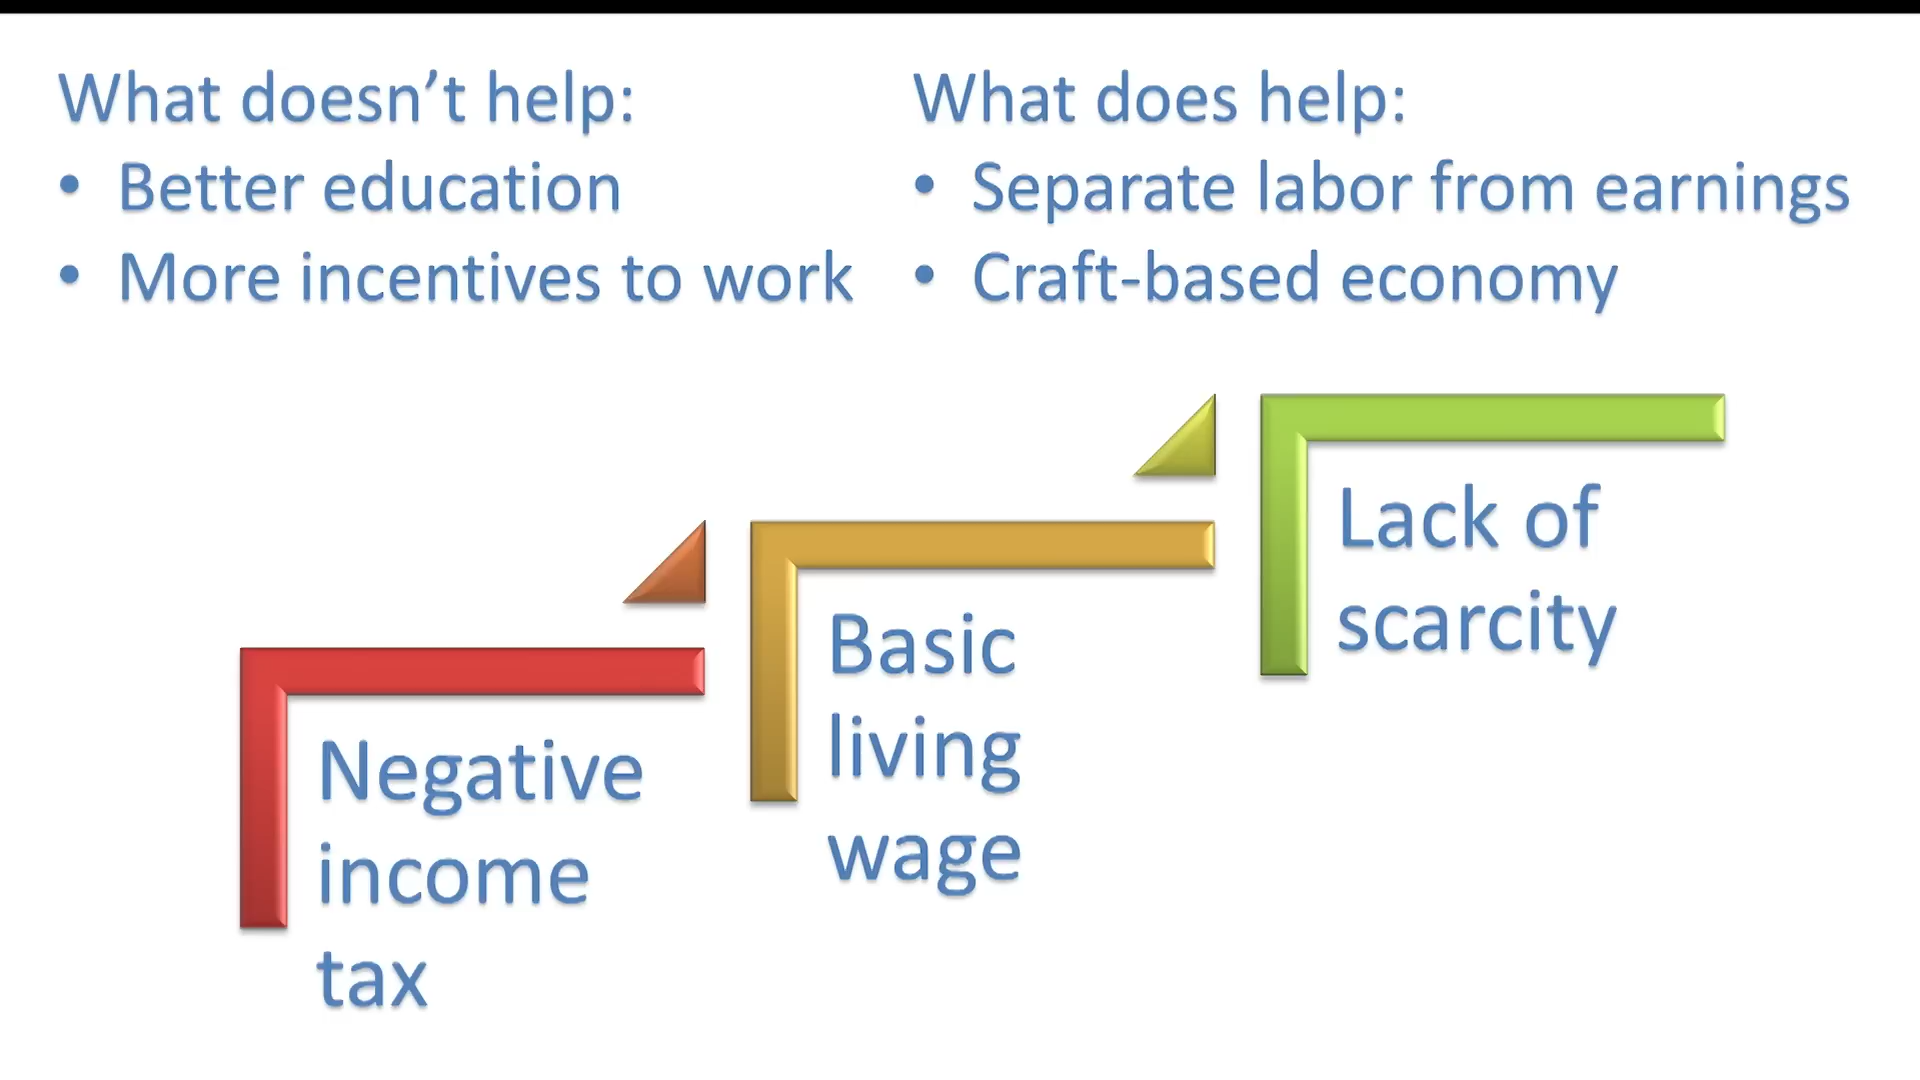 What doesn’t help:
• Better education
• More incentives to work
What does help:
• Separate labor from earnings
• Craft-based economy
Negative
income
tax
Basic
living
wage
Lack of
scarcity